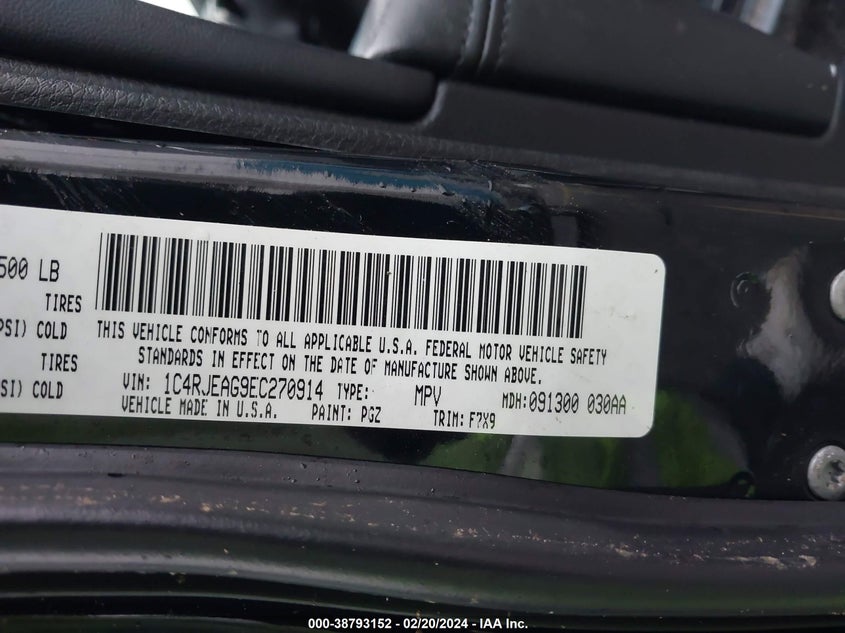 500 LB
TIRES
PSI) COLD
THIS VEHICLE CONFORMS TO ALL APPLICABLE U.S.A. FEDERAL MOTOR VEHICLE SAFETY
STANDARDS IN EFFECT ON THE DATE OF MANUFACTURE SHOWN ABOVE.
TIRES
SI) COLD
VIN: 1C4RJEAG9EC270914 TYPE: MPV MDH:091300 030AA
VEHICLE MADE IN U.S.A. PAINT: PGZ TRIM: F7X9
000-38793152 - 02/20/2024 - IAA Inc.